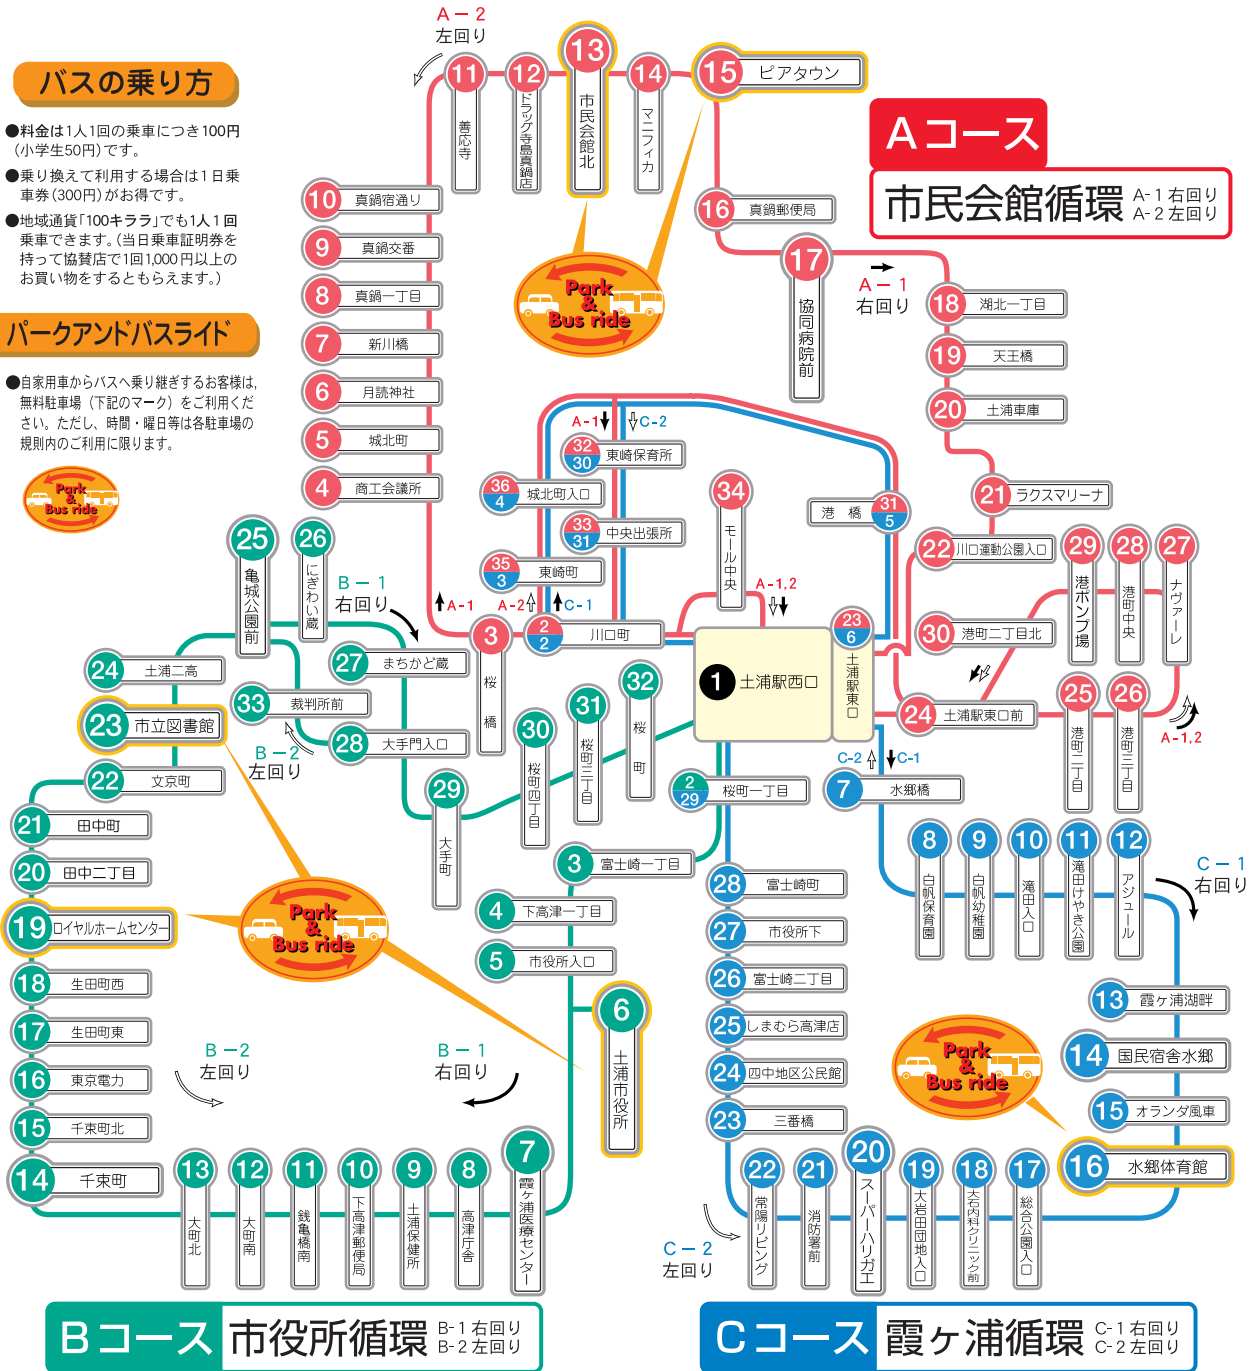 バスの乗り方
●料金は1人1回の乗車につき100円
(小学生50円)です。
●乗り換えて利用する場合は1日乗
車券(300円)がお得です。
●地域通貨「100キララ」でも1人1回
乗車できます。(当日乗車証明券を
持って協賛店で1回1,000円以上の
お買い物をするともらえます。)
パークアンドバスライド
●自家用車からバスへ乗り継ぎするお客様は、
無料駐車場(下記のマーク)をご利用くだ
さい。ただし、時間・曜日等は各駐車場の
規則内のご利用に限ります。
Park
&
Bus ride
Aコース
市民会館循環
A-1 右回り
A-2 左回り
A-2
左回り
11 善応寺
12 ドラッグ寺島真鍋店
13 市民会館北
14 マニフィカ
15 ピアタウン
10 真鍋宿通り
9 真鍋交番
8 真鍋一丁目
7 新川橋
6 月読神社
5 城北町
4 商工会議所
Park
&
Bus ride
16 真鍋郵便局
17 協同病院前
A-1
右回り
18 湖北一丁目
19 天王橋
20 土浦車庫
21 ラクスマリーナ
22 川口運動公園入口
A-1
C-2
32 30 東崎保育所
36 4 城北町入口
33 31 中央出張所
35 3 東崎町
34 モール中央
港橋 31 5
29 港ポンプ場
28 港町中央
27 ナヴァーレ
30 港町二丁目北
A-1
A-2
C-1
A-1,2
3 桜橋
2 2 川口町
1 土浦駅西口
23 6 土浦駅東口
24 土浦駅東口前
25 港町二丁目
26 港町三丁目
A-1,2
25 亀城公園前
26 にぎわい蔵
B-1
右回り
27 まちかど蔵
24 土浦二高
33 裁判所前
23 市立図書館
28 大手門入口
B-2
左回り
22 文京町
29 大手町
30 桜町四丁目
31 桜町三丁目
32 桜町
2 29 桜町一丁目
C-2
C-1
7 水郷橋
21 田中町
20 田中二丁目
19 ロイヤルホームセンター
18 生田町西
17 生田町東
16 東京電力
15 千束町北
14 千束町
Park
&
Bus ride
3 富士崎一丁目
4 下高津一丁目
5 市役所入口
6 土浦市役所
B-2
左回り
B-1
右回り
13 大町北
12 大町南
11 銭亀橋南
10 下高津郵便局
9 土浦保健所
8 高津庁舎
7 霞ヶ浦医療センター
8 白帆保育園
9 白帆幼稚園
10 滝田入口
11 滝田けやき公園
12 アジュール
C-1
右回り
28 富士崎町
27 市役所下
26 富士崎二丁目
25 しまむら高津店
24 四中地区公民館
23 三番橋
13 霞ヶ浦湖畔
14 国民宿舎水郷
15 オランダ風車
16 水郷体育館
Park
&
Bus ride
C-2
左回り
22 常陽リビング
21 消防署前
20 スーパーハリガエ
19 大岩田団地入口
18 大石内科クリニック前
17 総合公園入口
Bコース
市役所循環
B-1 右回り
B-2 左回り
Cコース
霞ヶ浦循環
C-1 右回り
C-2 左回り